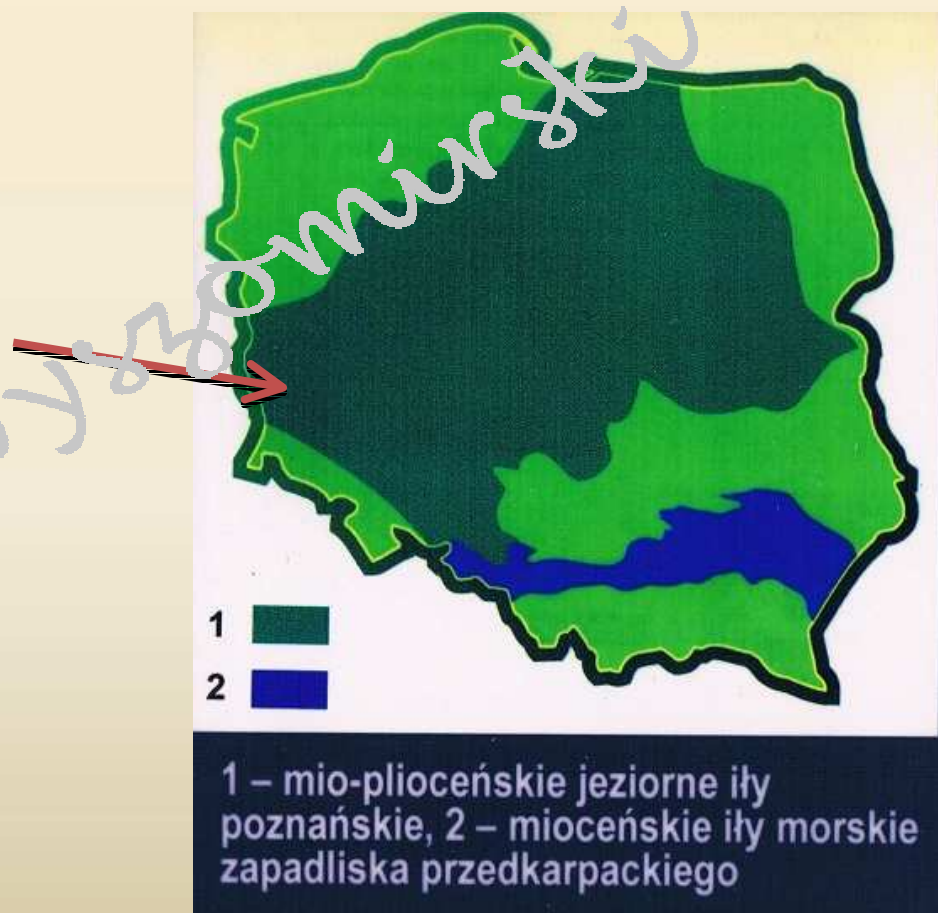 1
2
1 – mio-plioceńskie jeziorne iły
poznańskie, 2 – mioceńskie iły morskie
zapadliska przedkarpackiego